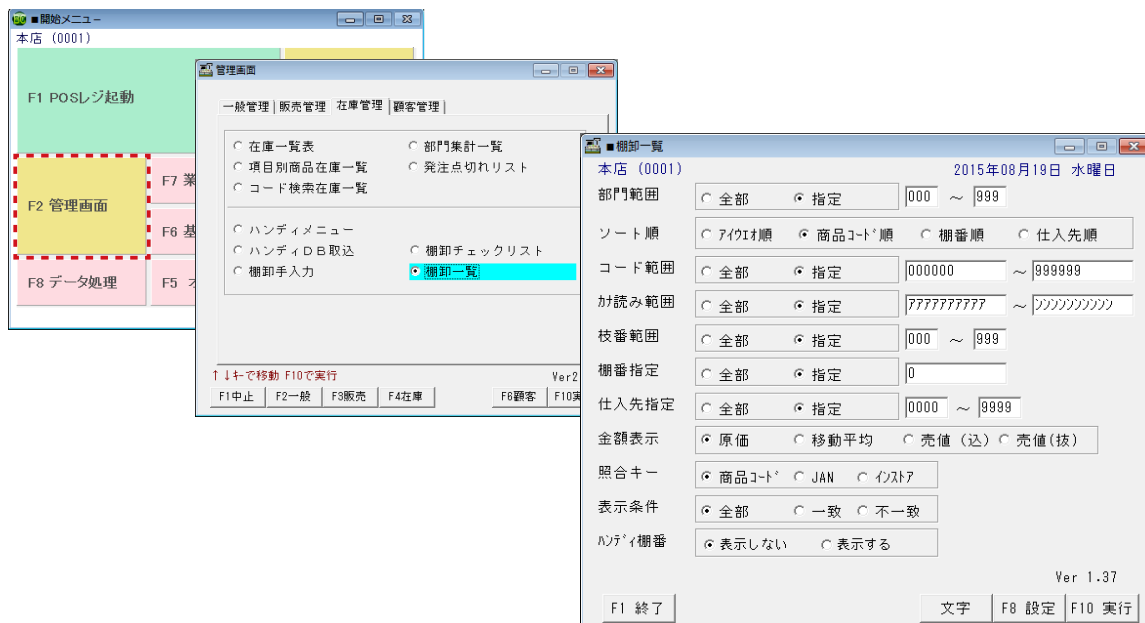 ■開始メニュー
本店 (0001)
F1 POSレジ起動
F2 管理画面
F7 業
F6 基
F8 データ処理
F5 オ
管理画面
一般管理 販売管理 在庫管理 顧客管理
在庫一覧表 部門集計一覧
項目別商品在庫一覧 発注点切れリスト
コード検索在庫一覧
ハンディメニュー
ハンディDB取込 棚卸チェックリスト
棚卸手入力 棚卸一覧
↑↓キーで移動 F10で実行 Ver2
F1中止 F2一般 F3販売 F4在庫 F6顧客 F10実
■棚卸一覧
本店 (0001) 2015年08月19日 水曜日
部門範囲 全部 指定 000 ～ 999
ソート順 アイウエオ順 商品コード順 棚番順 仕入先順
コード範囲 全部 指定 000000 ～ 999999
カナ読み範囲 全部 指定 アアアアアアアアアア ～ ンンンンンンンンンン
枝番範囲 全部 指定 000 ～ 999
棚番指定 全部 指定 0
仕入先指定 全部 指定 0000 ～ 9999
金額表示 原価 移動平均 売値（込） 売値(抜)
照合キー 商品コード JAN インストア
表示条件 全部 一致 不一致
ハンディ棚番 表示しない 表示する
Ver 1.37
F1 終了 文字 F8 設定 F10 実行